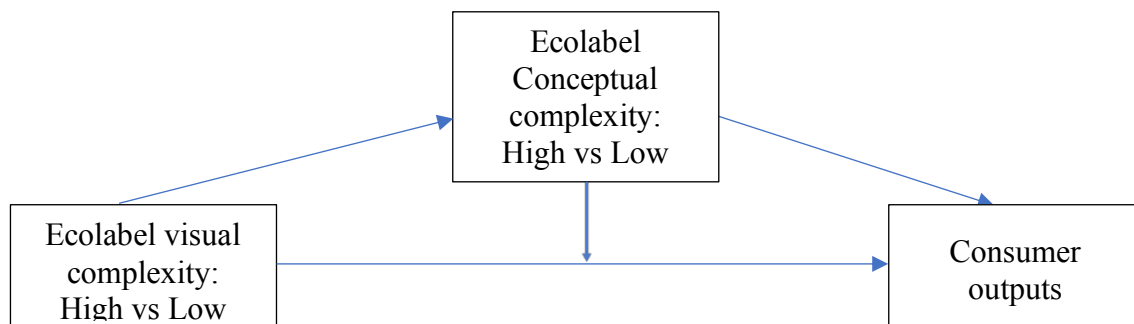 Ecolabel
Conceptual
complexity:
High vs Low
Ecolabel visual
complexity:
High vs Low
Consumer
outputs